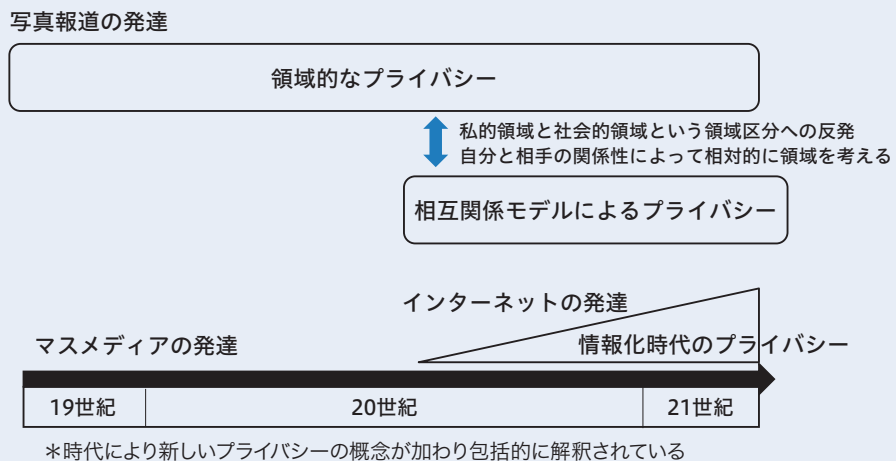 写真報道の発達
領域的なプライバシー
私的領域と社会的領域という領域区分への反発
自分と相手の関係性によって相対的に領域を考える
相互関係モデルによるプライバシー
インターネットの発達
マスメディアの発達
情報化時代のプライバシー
19世紀
20世紀
21世紀
＊時代により新しいプライバシーの概念が加わり包括的に解釈されている